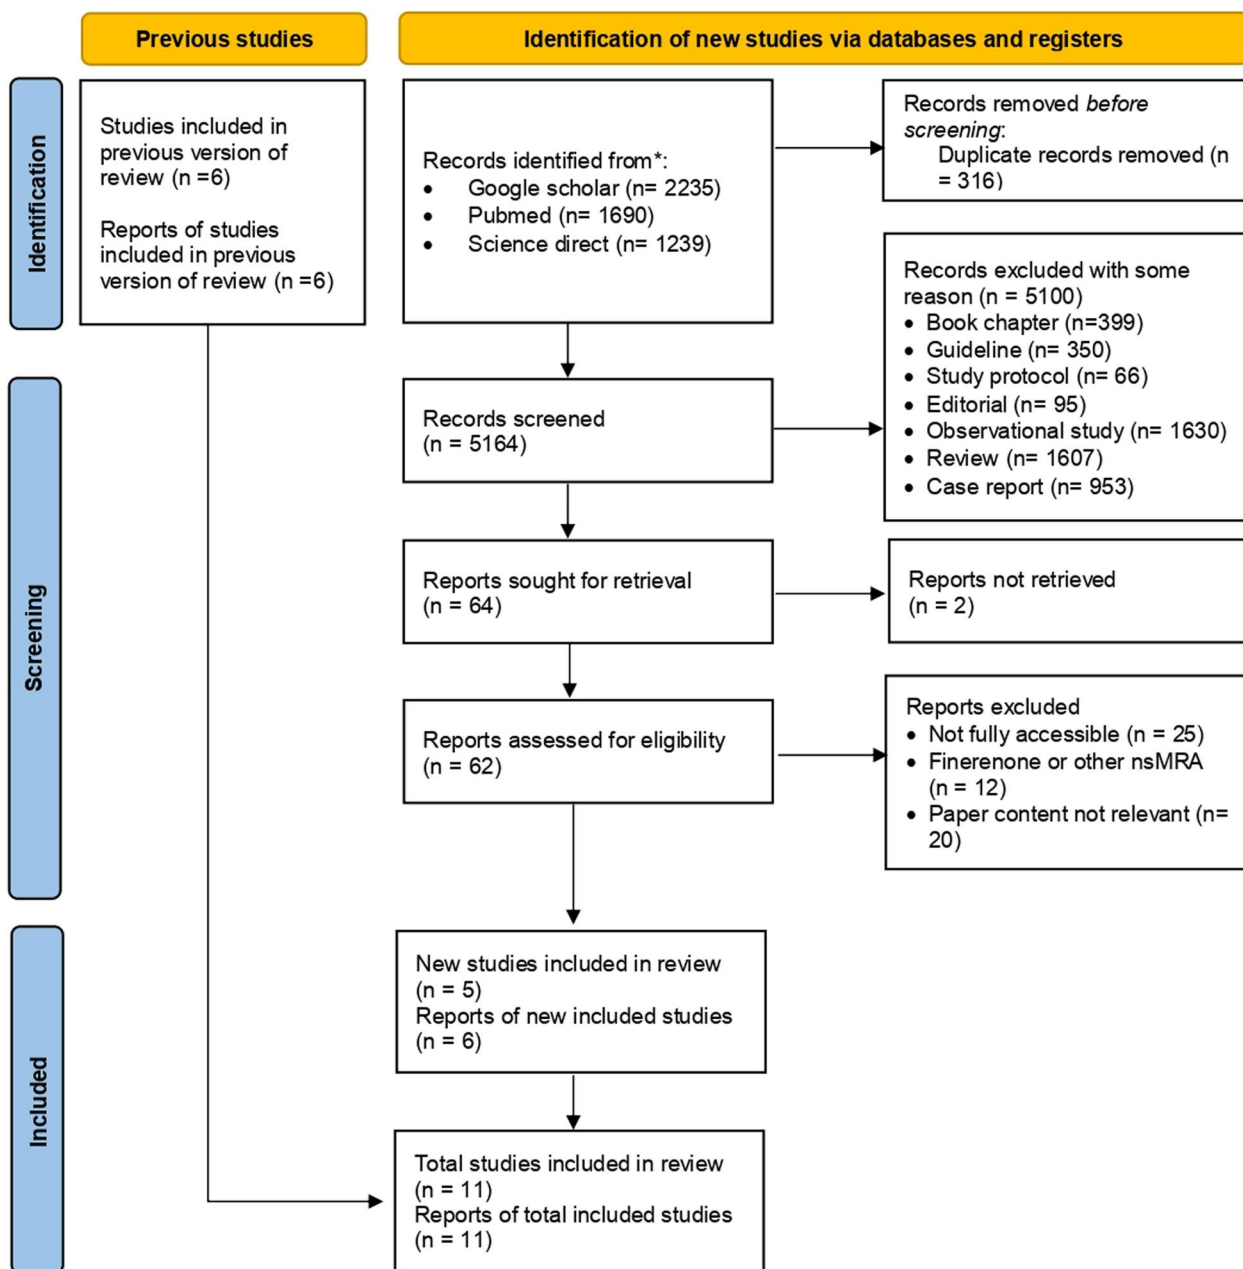 Previous studies
Identification of new studies via databases and registers
Identification
Studies included in
previous version of
review (n =6)
Reports of studies
included in previous
version of review (n =6)
Records identified from*:
• Google scholar (n= 2235)
• Pubmed (n= 1690)
• Science direct (n= 1239)
Records removed before
screening:
Duplicate records removed (n
= 316)
Screening
Records screened
(n = 5164)
Records excluded with some
reason (n = 5100)
• Book chapter (n=399)
• Guideline (n= 350)
• Study protocol (n= 66)
• Editorial (n= 95)
• Observational study (n= 1630)
• Review (n= 1607)
• Case report (n= 953)
Reports sought for retrieval
(n = 64)
Reports not retrieved
(n = 2)
Reports assessed for eligibility
(n = 62)
Reports excluded
• Not fully accessible (n = 25)
• Finerenone or other nsMRA
(n = 12)
• Paper content not relevant (n=
20)
Included
New studies included in review
(n = 5)
Reports of new included studies
(n = 6)
Total studies included in review
(n = 11)
Reports of total included studies
(n = 11)